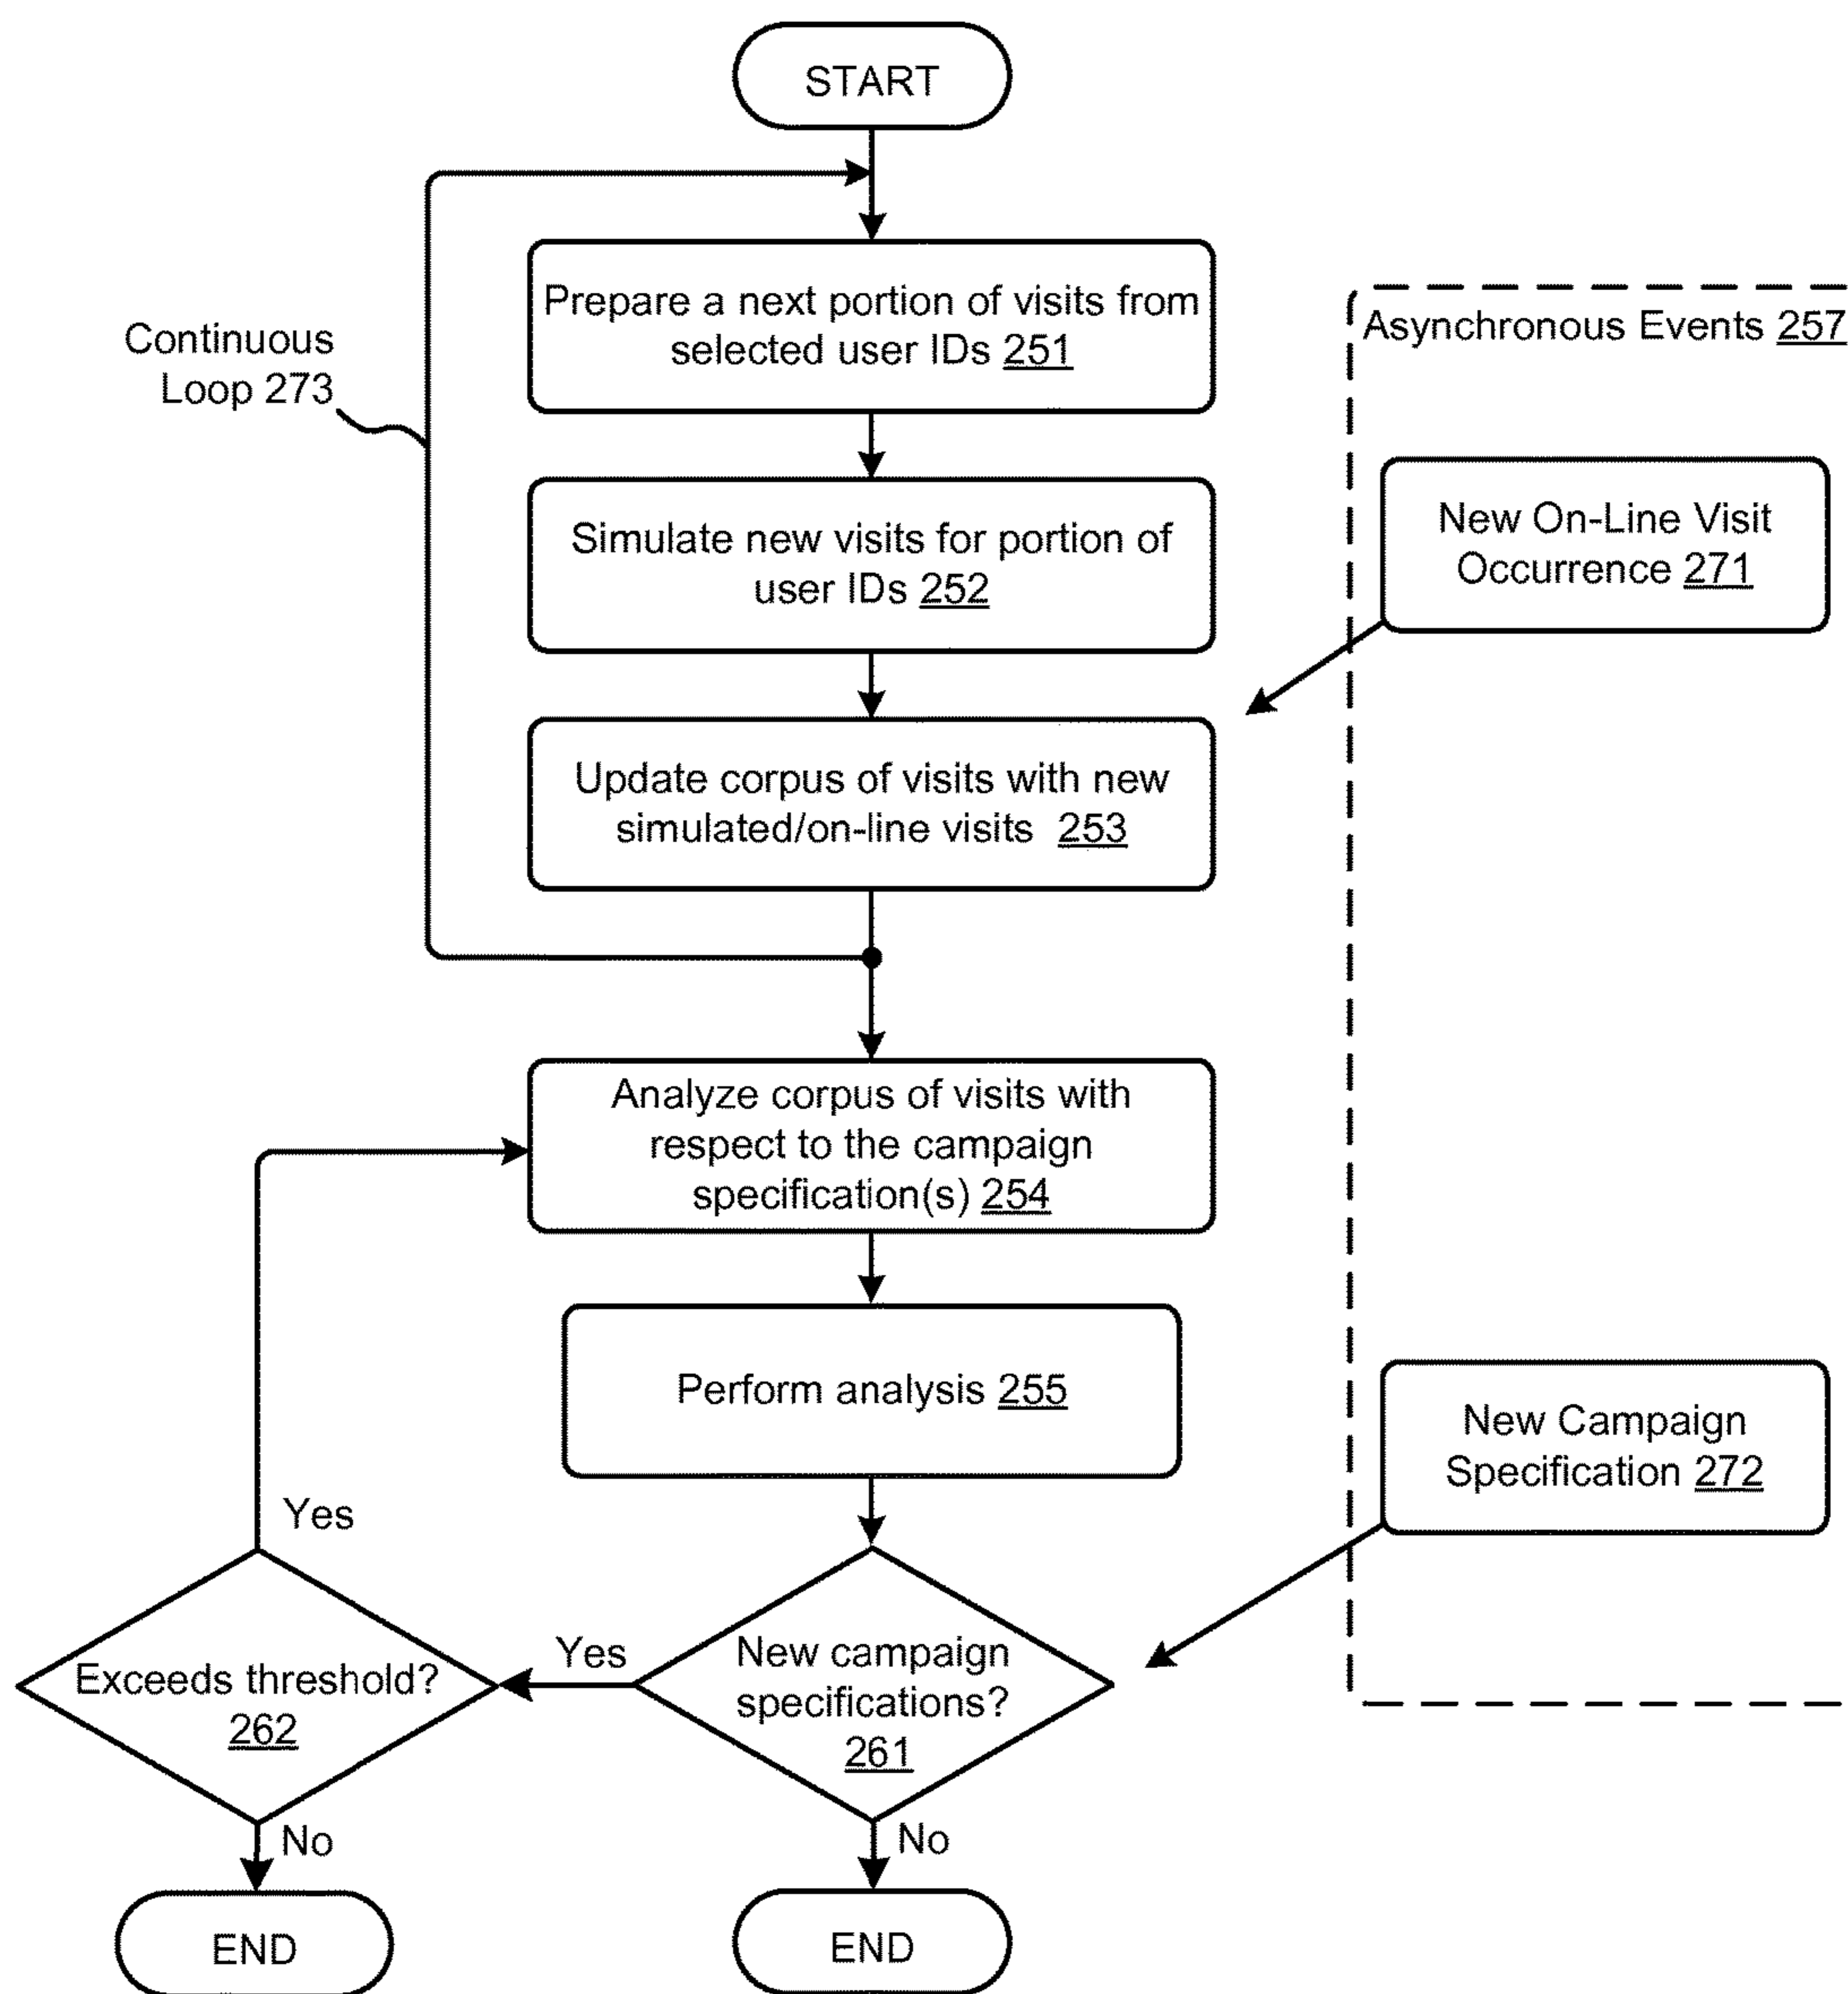 START
Prepare a next portion of visits from
selected user IDs 251
Continuous
Loop 273
Asynchronous Events 257
Simulate new visits for portion of
user IDs 252
New On-Line Visit
Occurrence 271
Update corpus of visits with new
simulated/on-line visits 253
Analyze corpus of visits with
respect to the campaign
specification(s) 254
Perform analysis 255
New Campaign
Specification 272
Yes
Exceeds threshold?
262
Yes
New campaign
specifications?
261
No
No
END
END